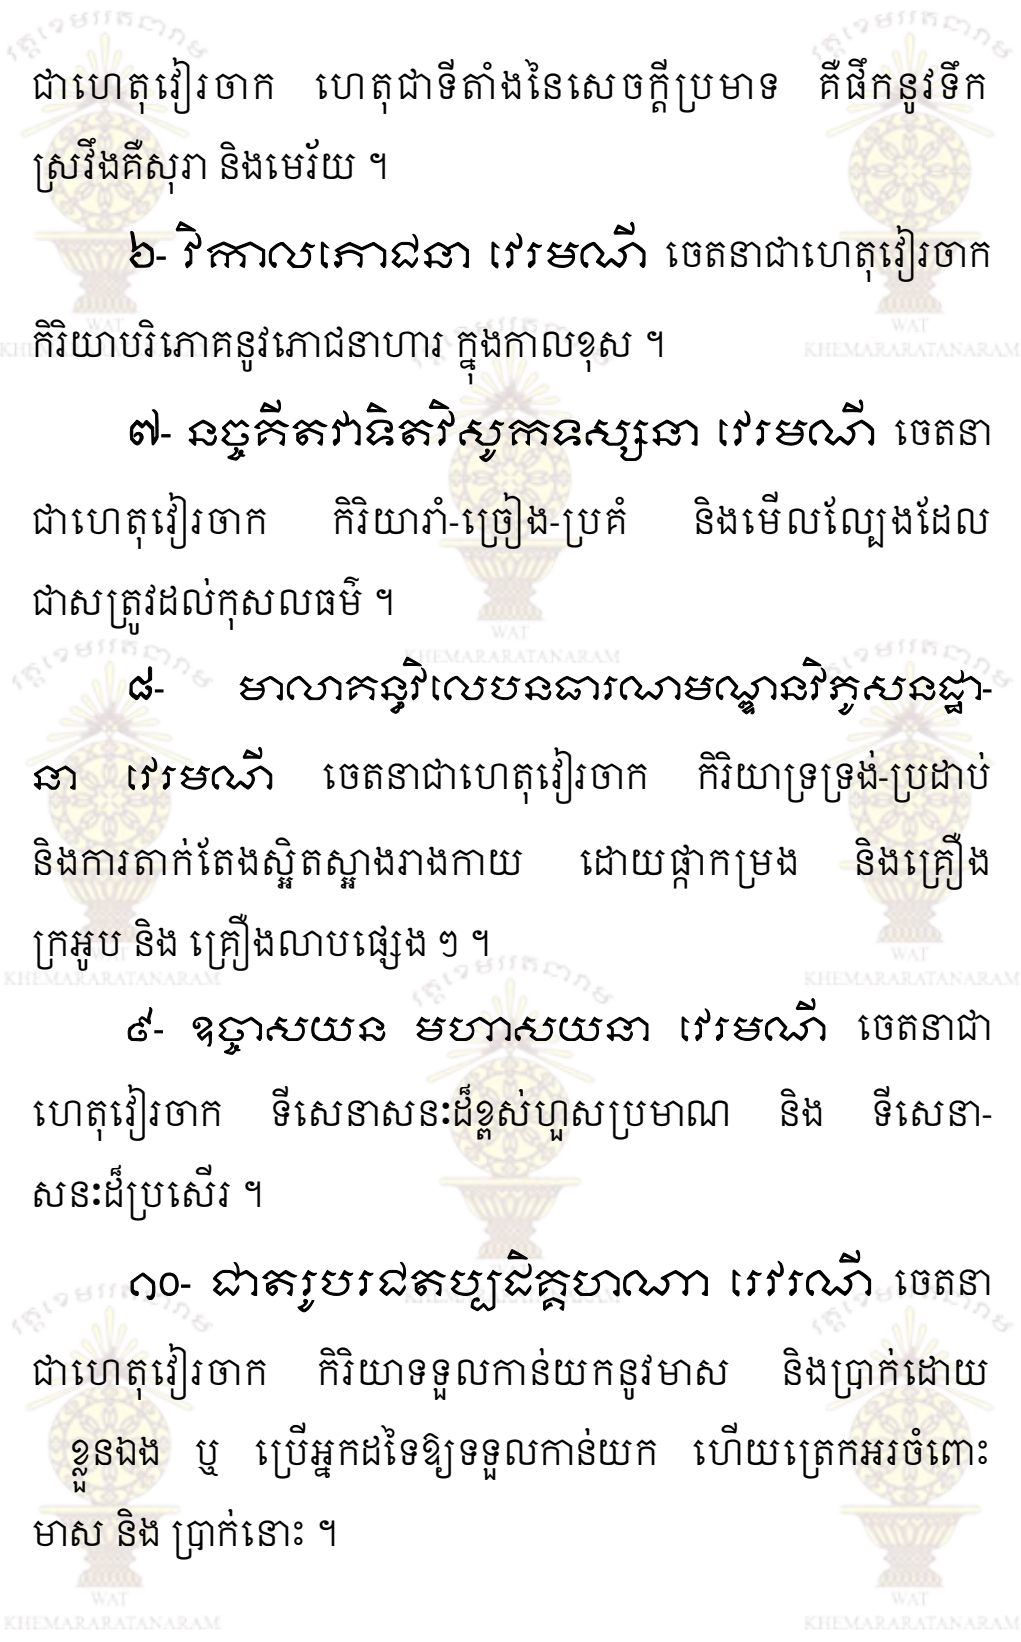 ជាហេតុវៀរចាក ហេតុជាទីតាំងនៃសេចក្តីប្រមាទ គឺផឹកនូវទឹក
ស្រវឹងគឺសុរា និងមេរ័យ ។
៦- វិកាលភោជនា វេរមណី ចេតនាជាហេតុវៀរចាក
កិរិយាបរិភោគនូវភោជនាហារ ក្នុងកាលខុស ។
៧- នច្ចគីតវាទិតវិសូកទស្សនា វេរមណី ចេតនា
ជាហេតុវៀរចាក កិរិយារាំ-ច្រៀង-ប្រគំ និងមើលល្បែងដែល
ជាសត្រូវដល់កុសលធម៌ ។
៨- មាលាគន្ធវិលេបនធារណាមណ្ឌនវិភូសនដ្ឋា-
នា វេរមណី ចេតនាជាហេតុវៀរចាក កិរិយាទ្រទ្រង់-ប្រដាប់
និងការតាក់តែងស្អិតស្អាងរាងកាយ ដោយផ្កាកម្រង និងគ្រឿង
ក្រអូប និង គ្រឿងលាបផ្សេង ៗ ។
៩- ឧច្ចាសយន មហាសយនា វេរមណី ចេតនាជា
ហេតុវៀរចាក ទីសេនាសនះដ៏ខ្ពស់ហួសប្រមាណ និង ទីសេនា-
សនះដ៏ប្រសើរ ។
១០- ជាតរូបរជតប្បដិគ្គហណា រេវរណី ចេតនា
ជាហេតុវៀរចាក កិរិយាទទួលកាន់យកនូវមាស និងប្រាក់ដោយ
ខ្លួនឯង ឬ ប្រើអ្នកដទៃឱ្យទទួលកាន់យក ហើយត្រេកអរចំពោះ
មាស និង ប្រាក់នោះ ។
WAT
KHEMARARATANARAM